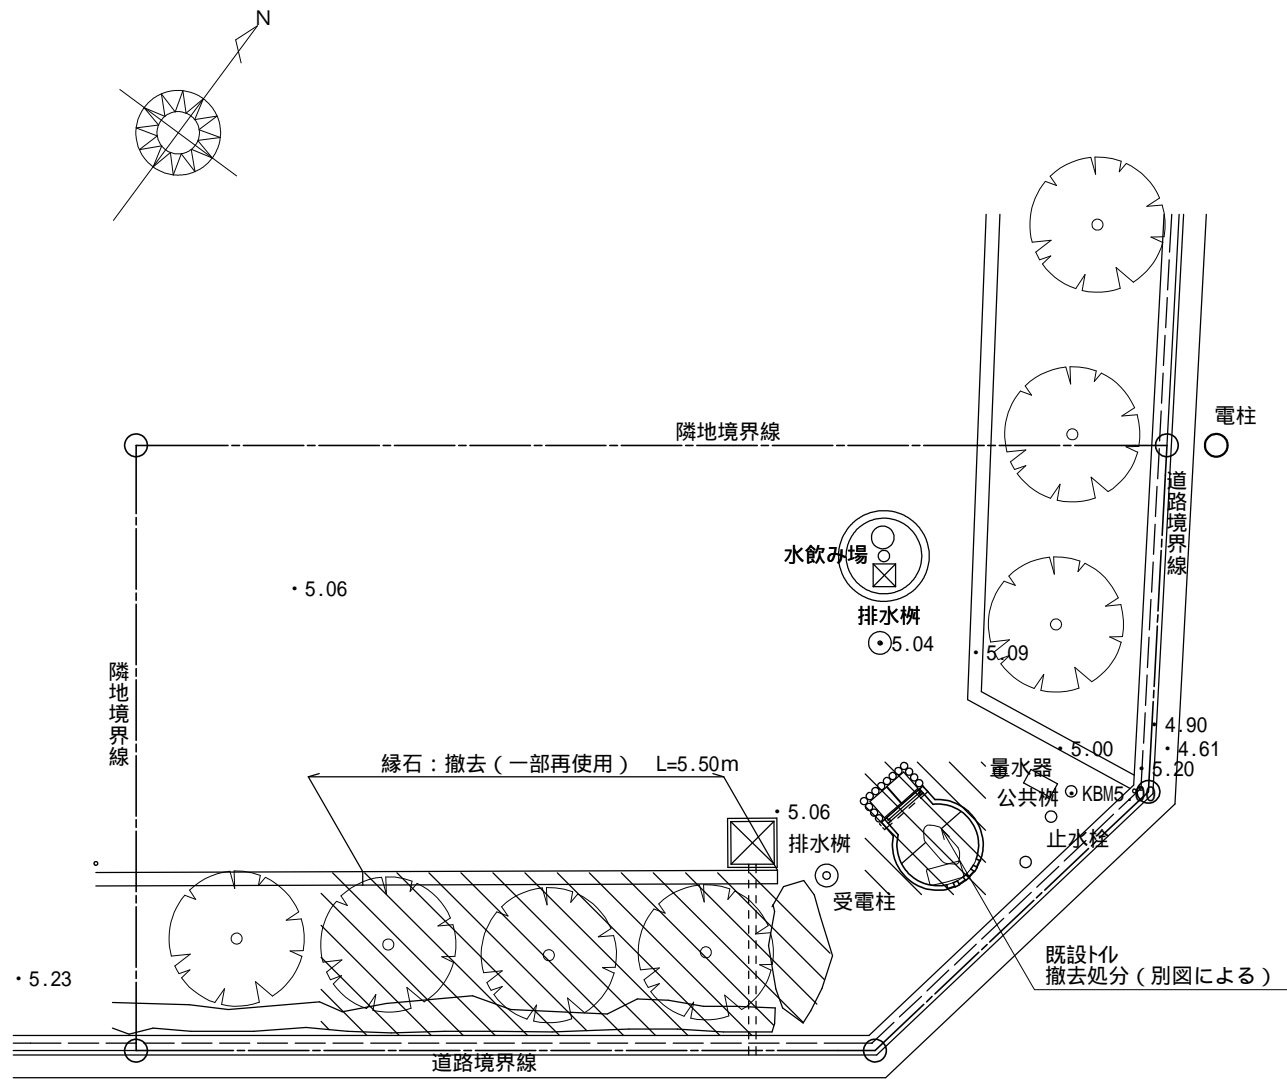 N
電柱
隣地境界線
道路境界線
水飲み場
・5.06
排水桝
5.04
・5.09
隣地境界線
・4.90
・5.00
・4.61
縁石：撤去（一部再使用）　L=5.50m
量水器
・5.20
公共桝
・KBM5.00
・5.06
排水桝
止水栓
受電柱
既設トイレ
撤去処分（別図による）
・5.23
道路境界線